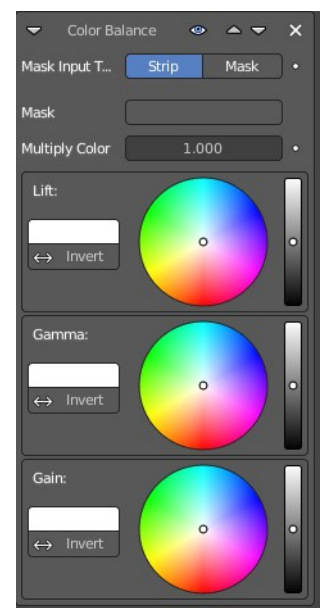 Color Balance
Mask Input T... Strip Mask
Mask
Multiply Color 1.000
Lift:
Invert
Gamma:
Invert
Gain:
Invert